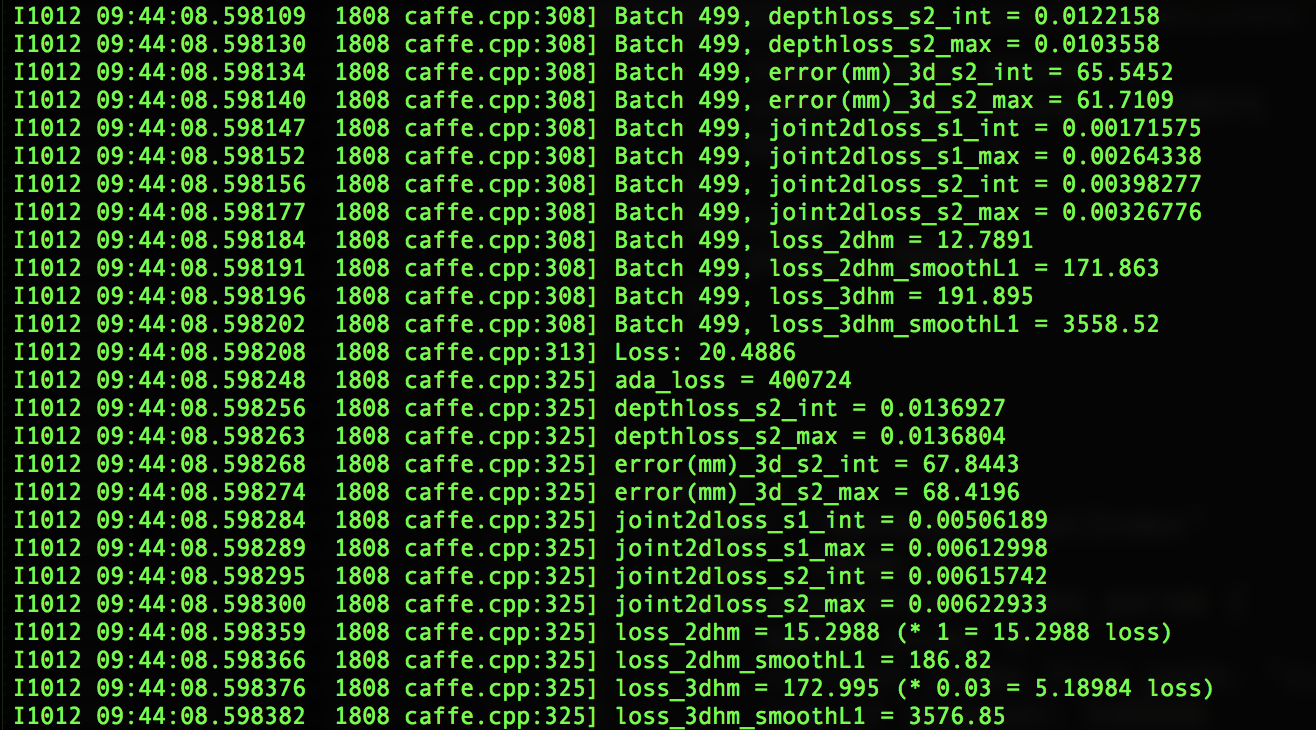 I1012 09:44:08.598109  1808 caffe.cpp:308] Batch 499, depthloss_s2_int = 0.0122158
I1012 09:44:08.598130  1808 caffe.cpp:308] Batch 499, depthloss_s2_max = 0.0103558
I1012 09:44:08.598134  1808 caffe.cpp:308] Batch 499, error(mm)_3d_s2_int = 65.5452
I1012 09:44:08.598140  1808 caffe.cpp:308] Batch 499, error(mm)_3d_s2_max = 61.7109
I1012 09:44:08.598147  1808 caffe.cpp:308] Batch 499, joint2dloss_s1_int = 0.00171575
I1012 09:44:08.598152  1808 caffe.cpp:308] Batch 499, joint2dloss_s1_max = 0.00264338
I1012 09:44:08.598156  1808 caffe.cpp:308] Batch 499, joint2dloss_s2_int = 0.00398277
I1012 09:44:08.598177  1808 caffe.cpp:308] Batch 499, joint2dloss_s2_max = 0.00326776
I1012 09:44:08.598184  1808 caffe.cpp:308] Batch 499, loss_2dhm = 12.7891
I1012 09:44:08.598191  1808 caffe.cpp:308] Batch 499, loss_2dhm_smoothL1 = 171.863
I1012 09:44:08.598196  1808 caffe.cpp:308] Batch 499, loss_3dhm = 191.895
I1012 09:44:08.598202  1808 caffe.cpp:308] Batch 499, loss_3dhm_smoothL1 = 3558.52
I1012 09:44:08.598208  1808 caffe.cpp:313] Loss: 20.4886
I1012 09:44:08.598248  1808 caffe.cpp:325] ada_loss = 400724
I1012 09:44:08.598256  1808 caffe.cpp:325] depthloss_s2_int = 0.0136927
I1012 09:44:08.598263  1808 caffe.cpp:325] depthloss_s2_max = 0.0136804
I1012 09:44:08.598268  1808 caffe.cpp:325] error(mm)_3d_s2_int = 67.8443
I1012 09:44:08.598274  1808 caffe.cpp:325] error(mm)_3d_s2_max = 68.4196
I1012 09:44:08.598284  1808 caffe.cpp:325] joint2dloss_s1_int = 0.00506189
I1012 09:44:08.598289  1808 caffe.cpp:325] joint2dloss_s1_max = 0.00612998
I1012 09:44:08.598295  1808 caffe.cpp:325] joint2dloss_s2_int = 0.00615742
I1012 09:44:08.598300  1808 caffe.cpp:325] joint2dloss_s2_max = 0.00622933
I1012 09:44:08.598359  1808 caffe.cpp:325] loss_2dhm = 15.2988 (* 1 = 15.2988 loss)
I1012 09:44:08.598366  1808 caffe.cpp:325] loss_2dhm_smoothL1 = 186.82
I1012 09:44:08.598376  1808 caffe.cpp:325] loss_3dhm = 172.995 (* 0.03 = 5.18984 loss)
I1012 09:44:08.598382  1808 caffe.cpp:325] loss_3dhm_smoothL1 = 3576.85